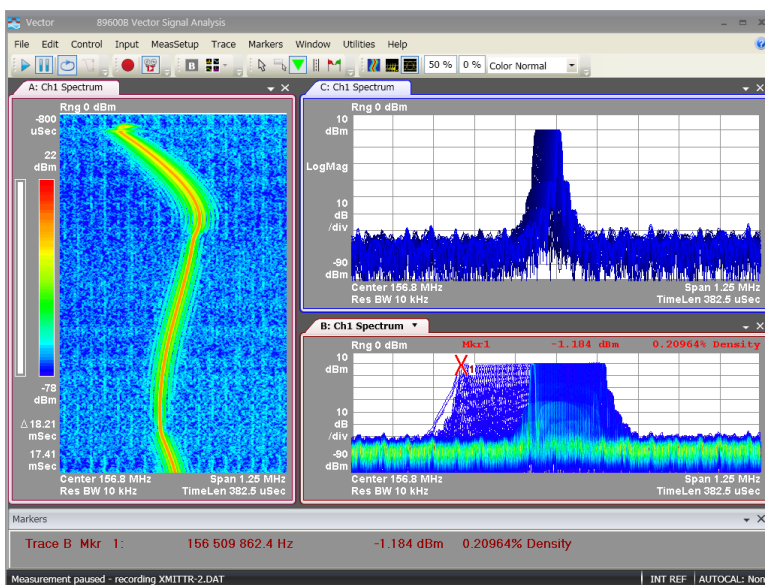 Vector 89600B Vector Signal Analysis
File Edit Control Input MeasSetup Trace Markers Window Utilities Help
B 50 % 0 % Color Normal
A: Ch1 Spectrum
Rng 0 dBm
-800
uSec
22
dBm
-78
dBm
Δ18.21
mSec
17.41
mSec
Center 156.8 MHz Span 1.25 MHz
Res BW 10 kHz TimeLen 382.5 uSec
C: Ch1 Spectrum
Rng 0 dBm
10
dBm
LogMag
10
dB
/div
-90
dBm
Center 156.8 MHz Span 1.25 MHz
Res BW 10 kHz TimeLen 382.5 uSec
B: Ch1 Spectrum
Rng 0 dBm Mkr1 -1.184 dBm 0.20964% Density
10
dBm
1
10
dB
/div
-90
dBm
Center 156.8 MHz Span 1.25 MHz
Res BW 10 kHz TimeLen 382.5 uSec
Markers
Trace B Mkr 1: 156 509 862.4 Hz -1.184 dBm 0.20964% Density
Measurement paused - recording XMITTR-2.DAT INT REF AUTOCAL: Non